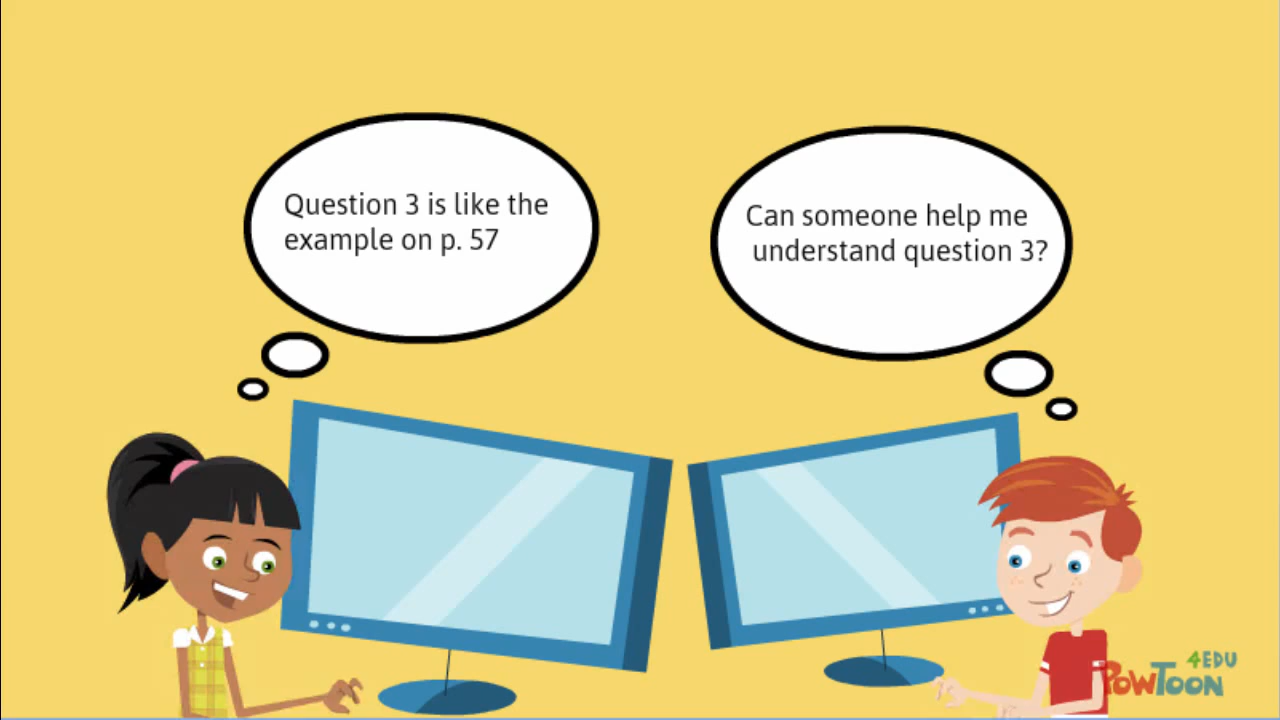 Question 3 is like the
example on p. 57
Can someone help me
understand question 3?
4EDU
PowToon